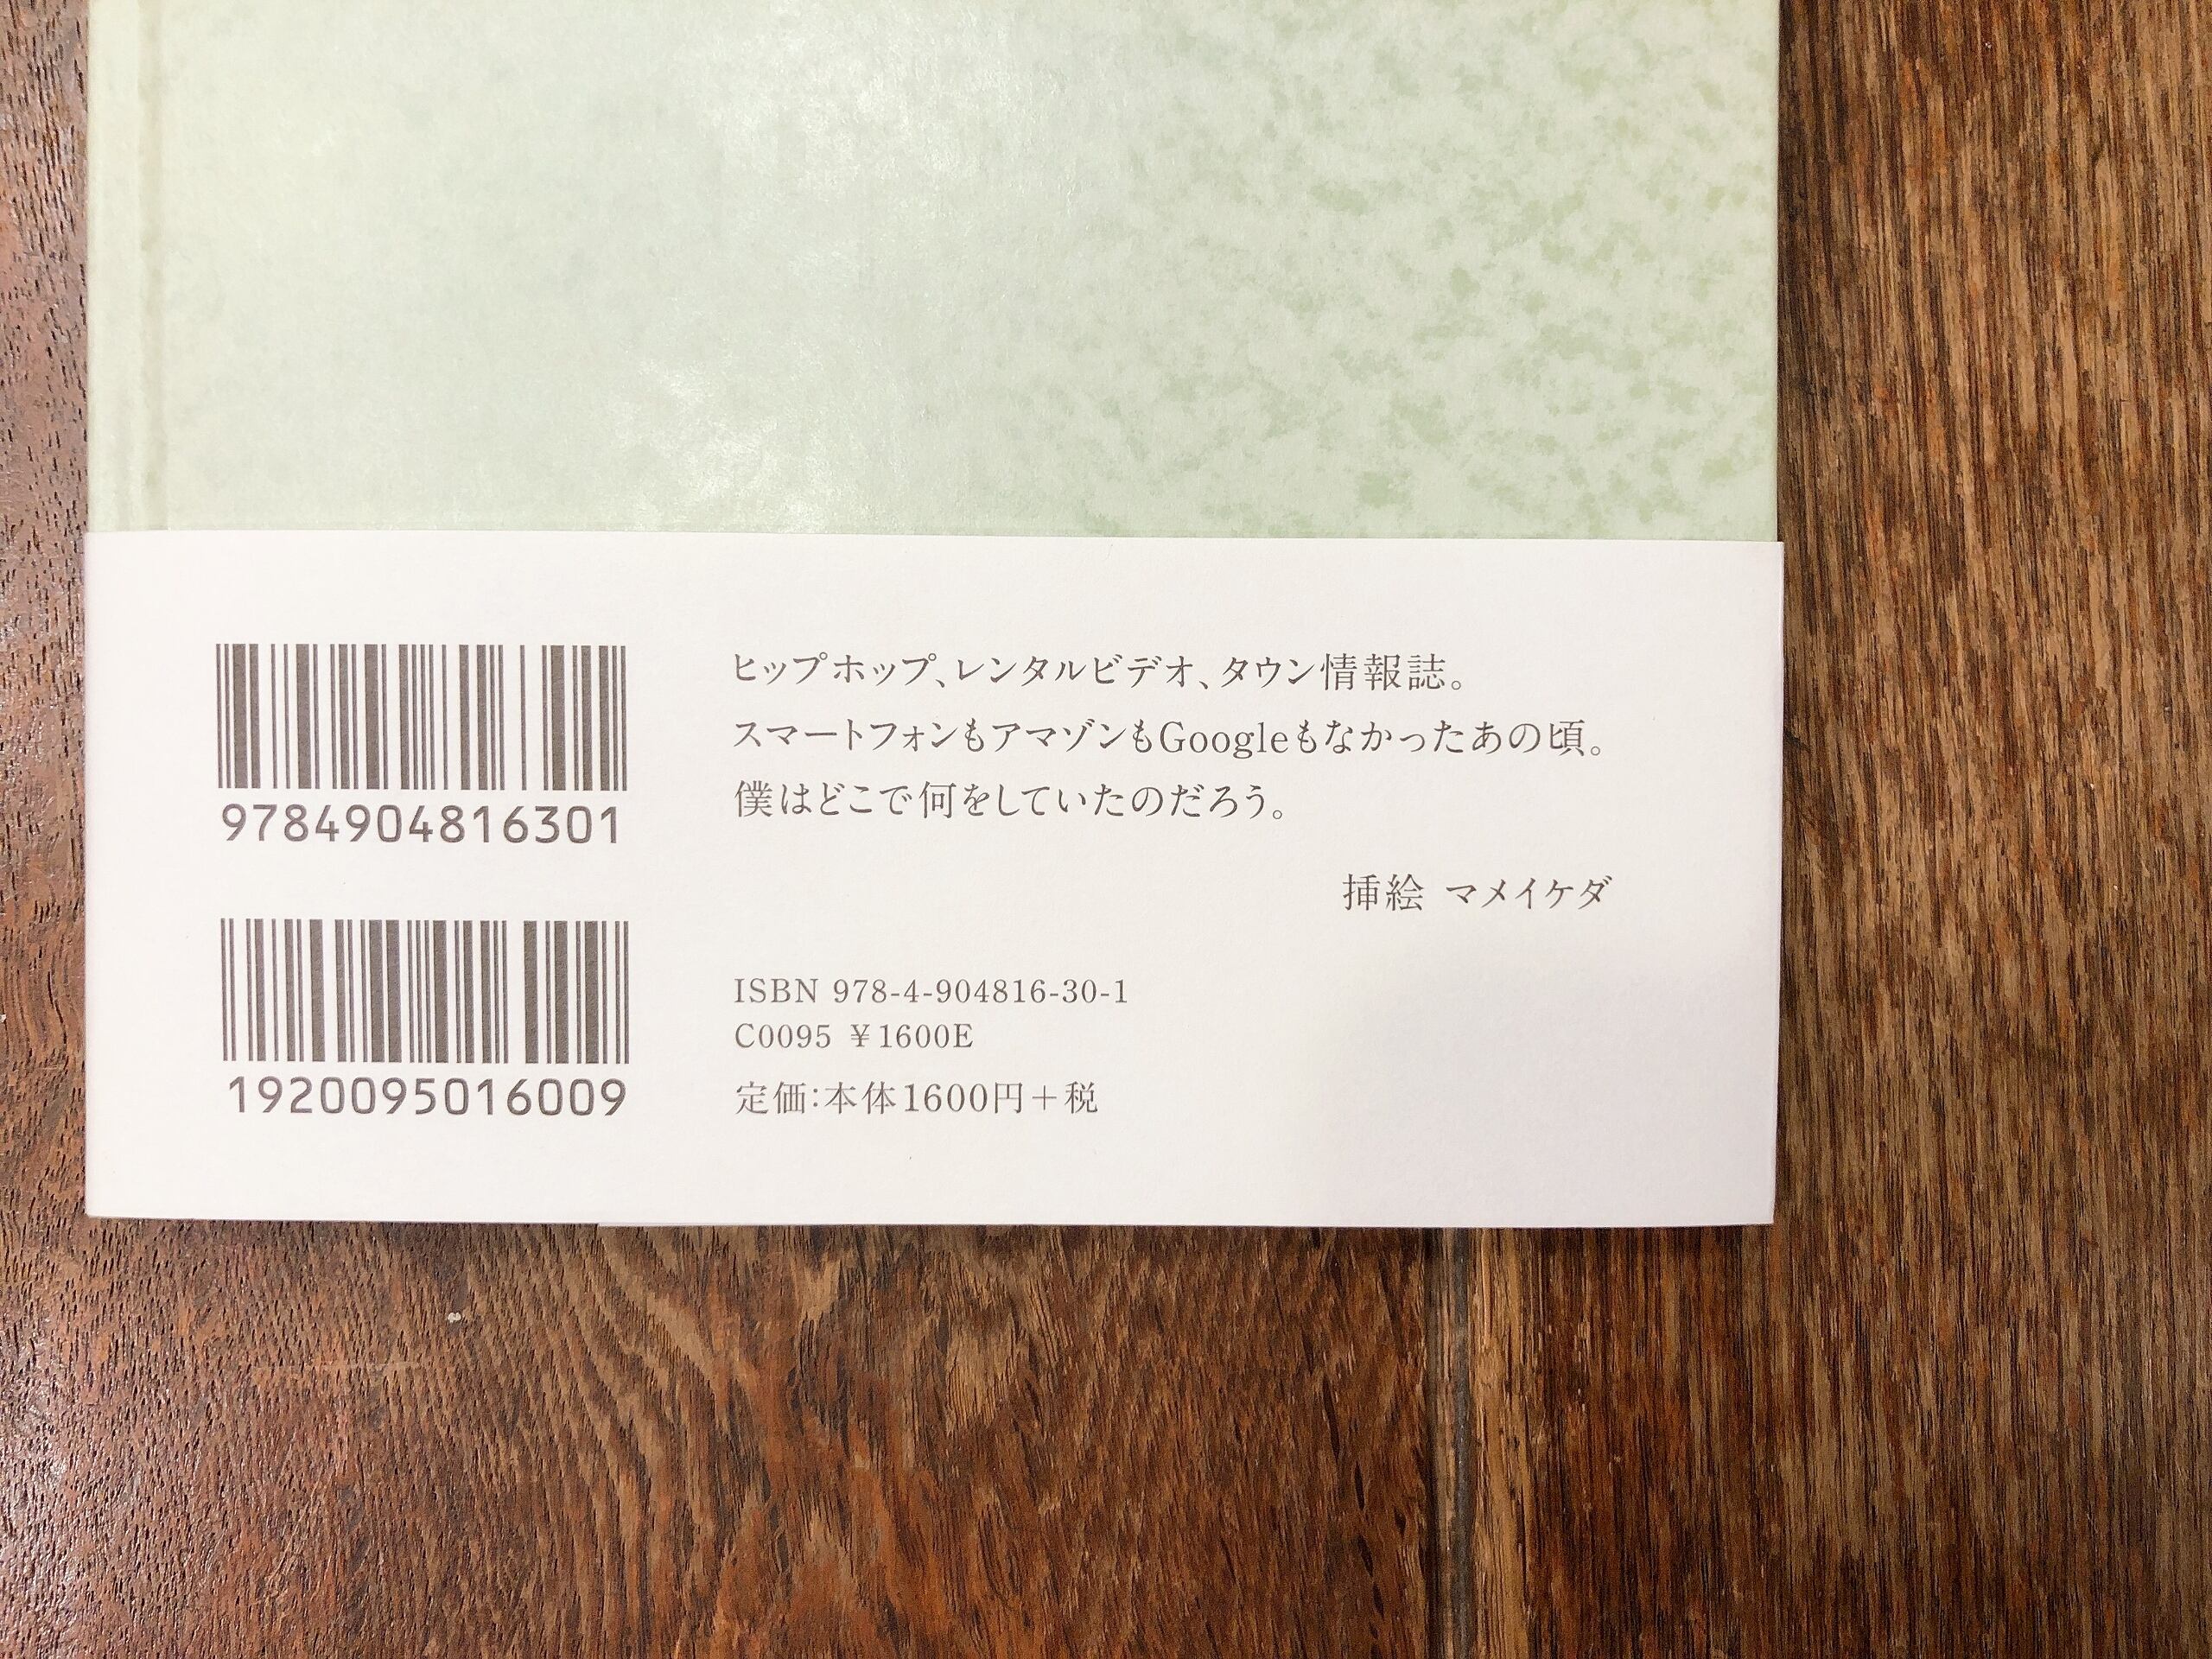 9784904816301
1920095016009
ヒップホップ、レンタルビデオ、タウン情報誌。
スマートフォンもアマゾンもGoogleもなかったあの頃。
僕はどこで何をしていたのだろう。
挿絵 マメイケダ
ISBN 978-4-904816-30-1
C0095 ¥1600E
定価:本体1600円+税